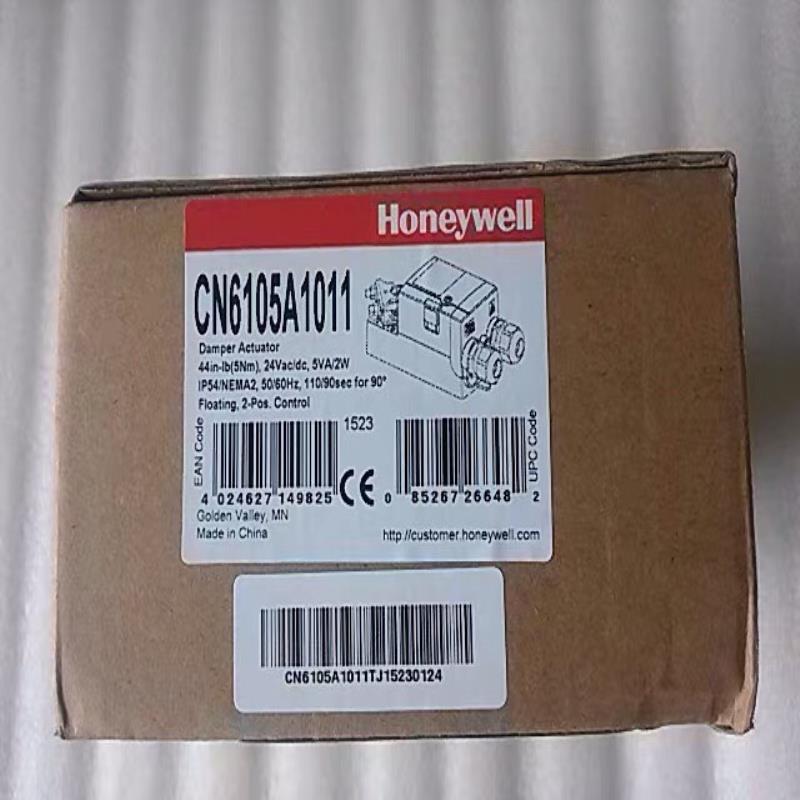 Honeywell
CN6105A1011
Damper Actuator
44in-lb(5Nm), 24Vac/dc, 5VA/2W
IP54/NEMA2, 50/60Hz, 110/90sec for 90°
Floating, 2-Pos. Control
EAN Code
1523
UPC Code
4 024627 149825
CE
0 85267 26648 2
Golden Valley, MN
Made in China
http://customer.honeywell.com
CN6105A1011TJ15230124